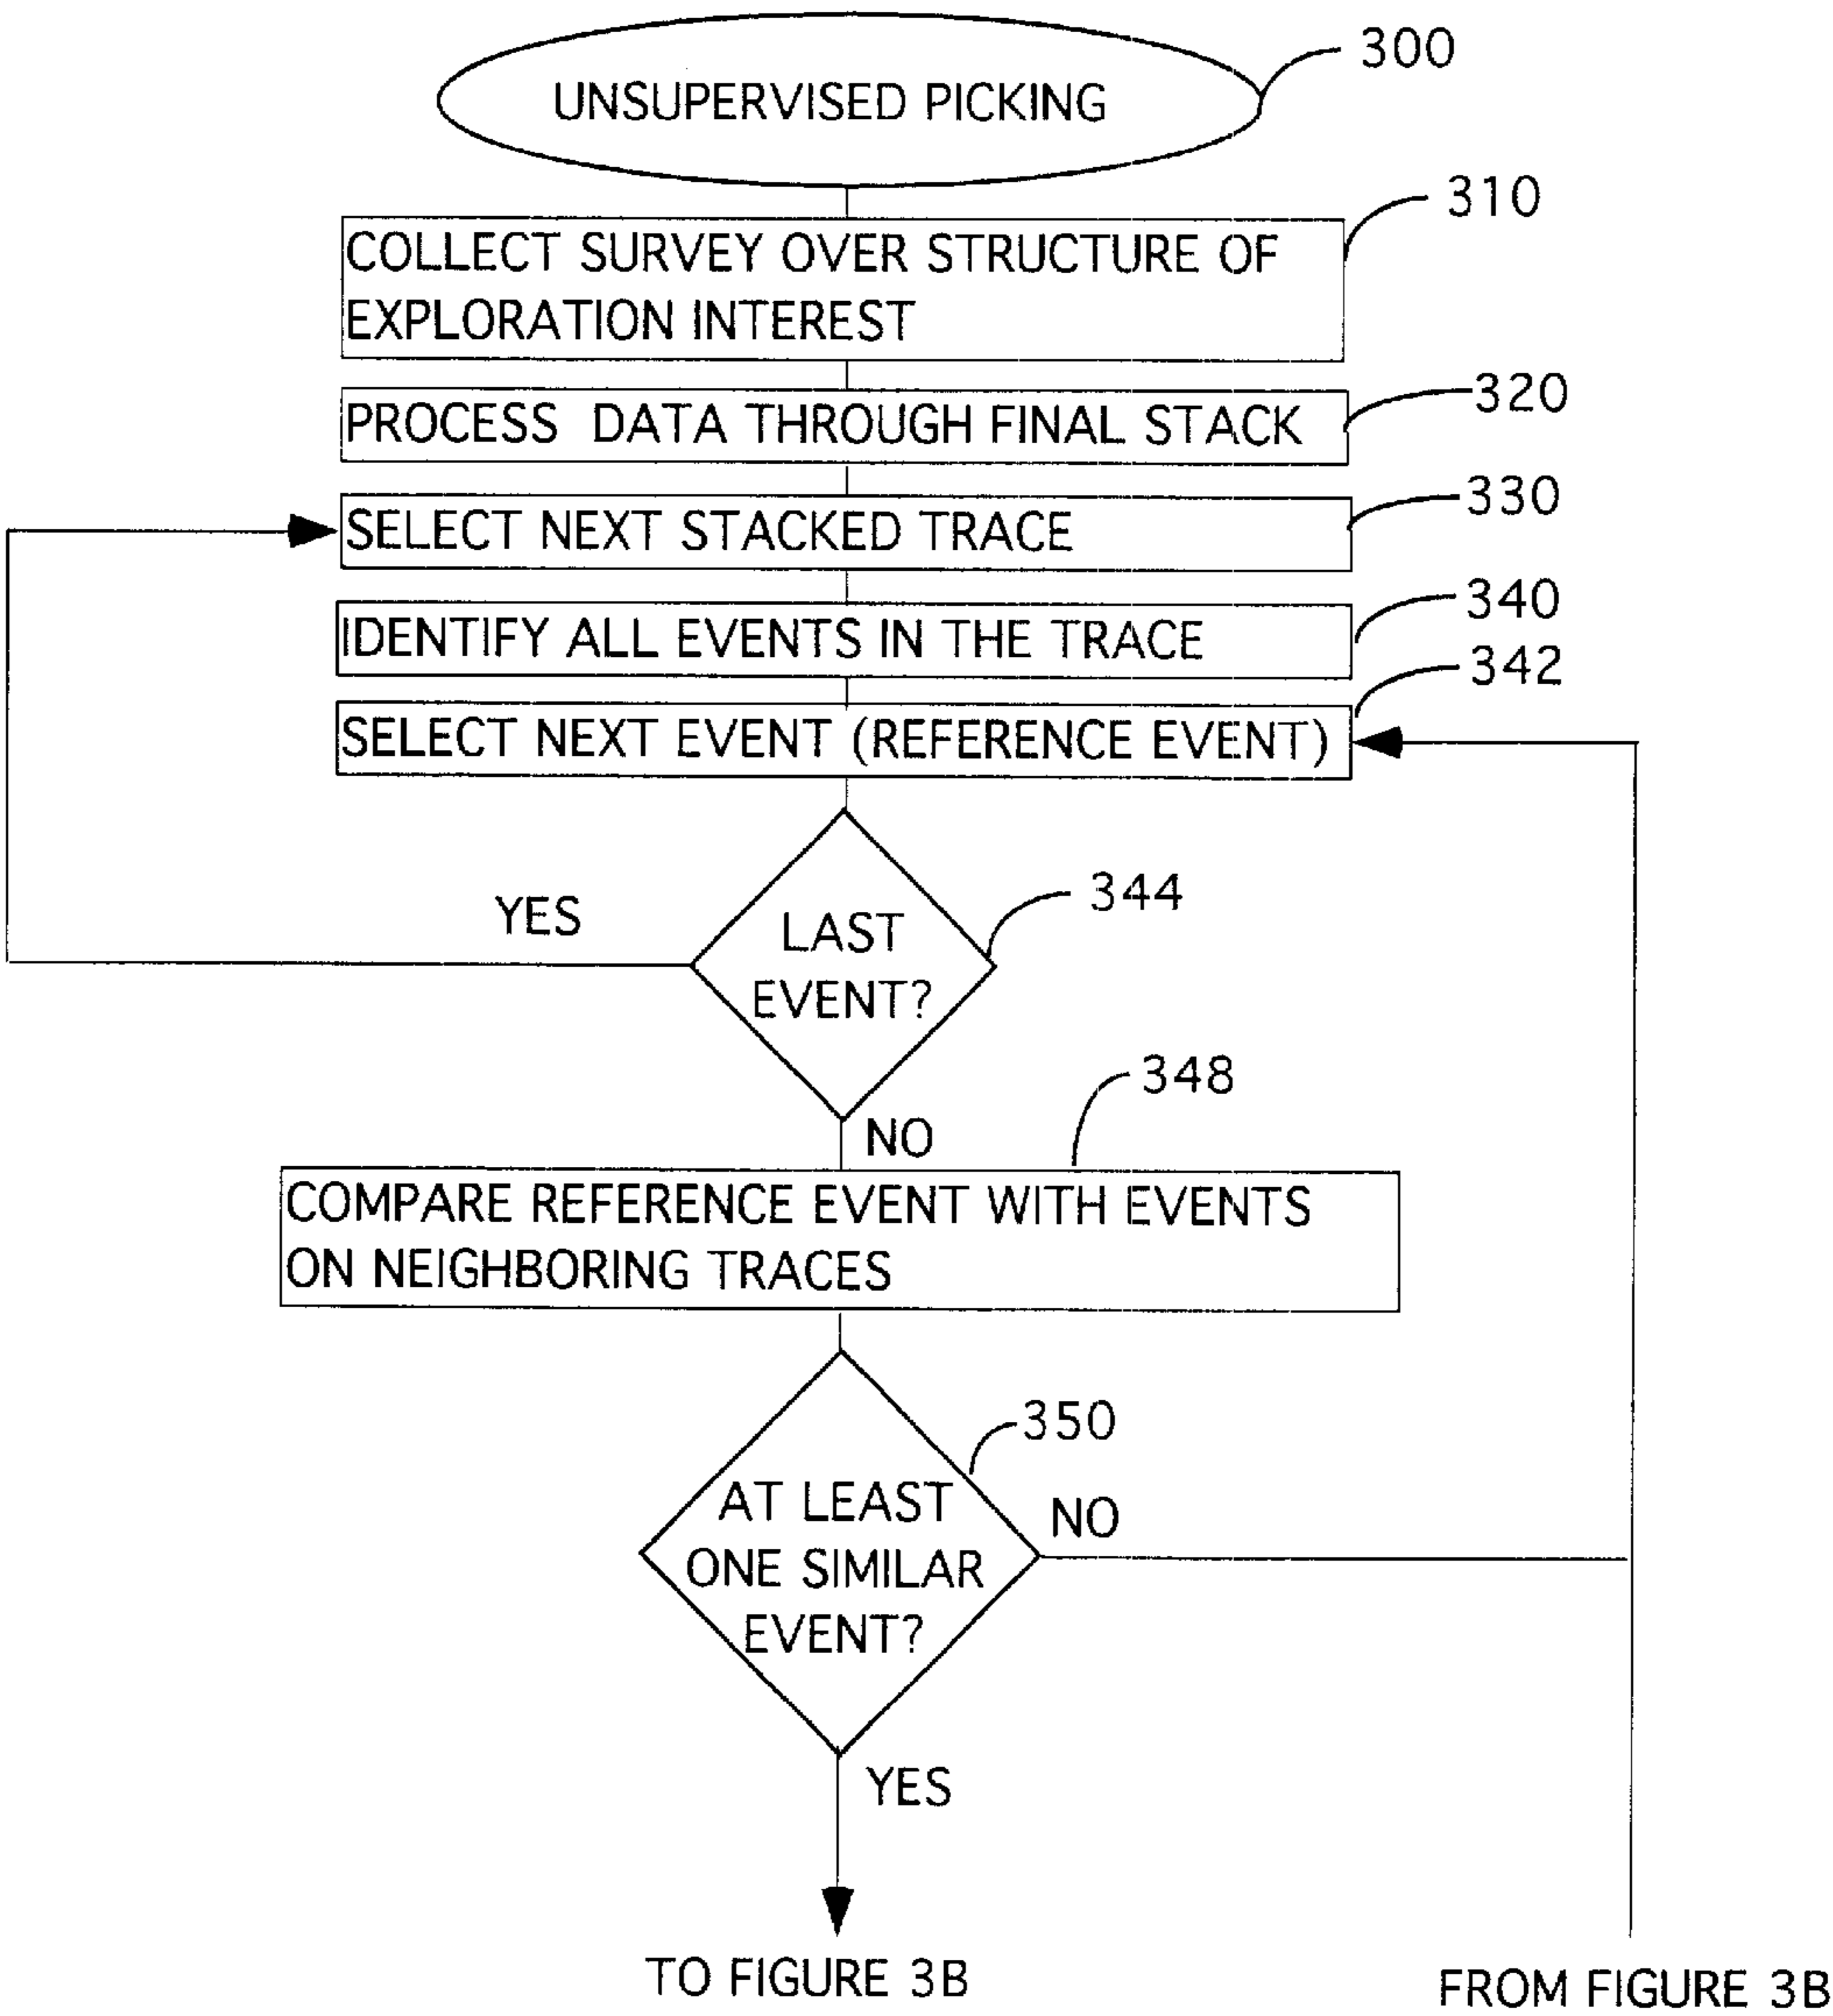 UNSUPERVISED PICKING
300
COLLECT SURVEY OVER STRUCTURE OF
EXPLORATION INTEREST
310
PROCESS DATA THROUGH FINAL STACK
320
SELECT NEXT STACKED TRACE
330
IDENTIFY ALL EVENTS IN THE TRACE
340
SELECT NEXT EVENT (REFERENCE EVENT)
342
LAST
EVENT?
344
YES
NO
COMPARE REFERENCE EVENT WITH EVENTS
ON NEIGHBORING TRACES
348
AT LEAST
ONE SIMILAR
EVENT?
350
NO
YES
TO FIGURE 3B
FROM FIGURE 3B